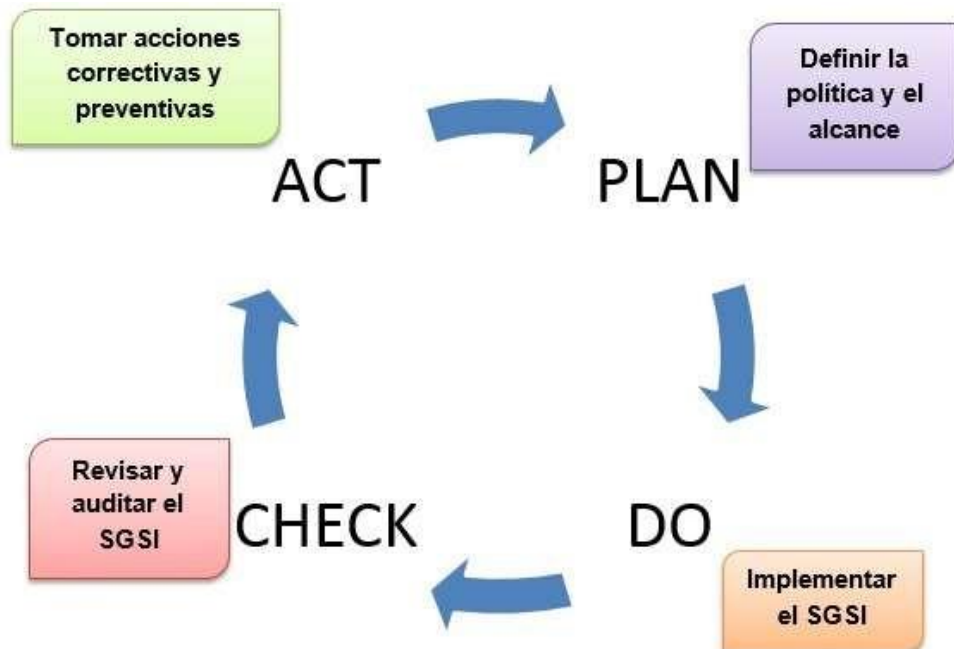 Tomar acciones
correctivas y
preventivas
ACT
PLAN
Definir la
política y el
alcance
Revisar y
auditar el
SGSI
CHECK
DO
Implementar
el SGSI